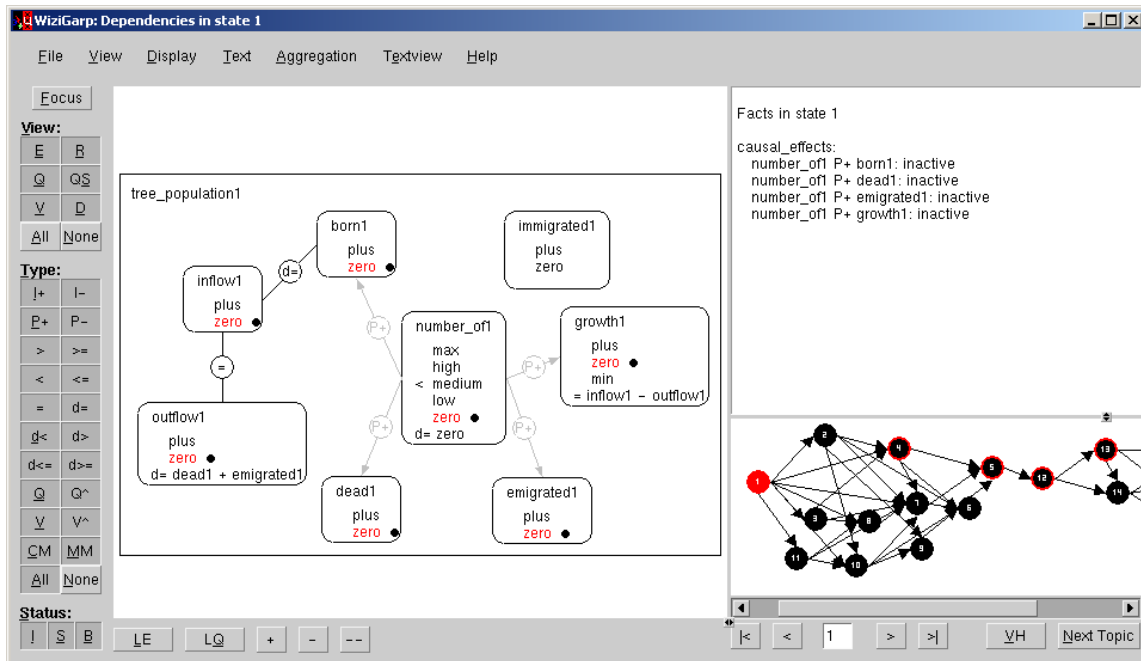 WiziGarp: Dependencies in state 1
File View Display Text Aggregation Textview Help
Focus
View:
E R
Q QS
V D
All None
Type:
I+ I-
P+ P-
> >=
< <=
= d=
d< d>
d<= d>=
Q Q^
V V^
CM MM
All None
Status:
I S B
tree_population1
born1
plus
zero
immigrated1
plus
zero
inflow1
plus
zero
d=
=
P+
number_of1
max
high
< medium
low
zero
d= zero
P+
growth1
plus
zero
min
= inflow1 - outflow1
outflow1
plus
zero
d= dead1 + emigrated1
P+
P+
dead1
plus
zero
emigrated1
plus
zero
LE LQ + - --
Facts in state 1
causal_effects:
number_of1 P+ born1: inactive
number_of1 P+ dead1: inactive
number_of1 P+ emigrated1: inactive
number_of1 P+ growth1: inactive
1
2
3
4
5
6
7
8
9
10
11
12
13
14
|< < 1 > >| VH Next Topic